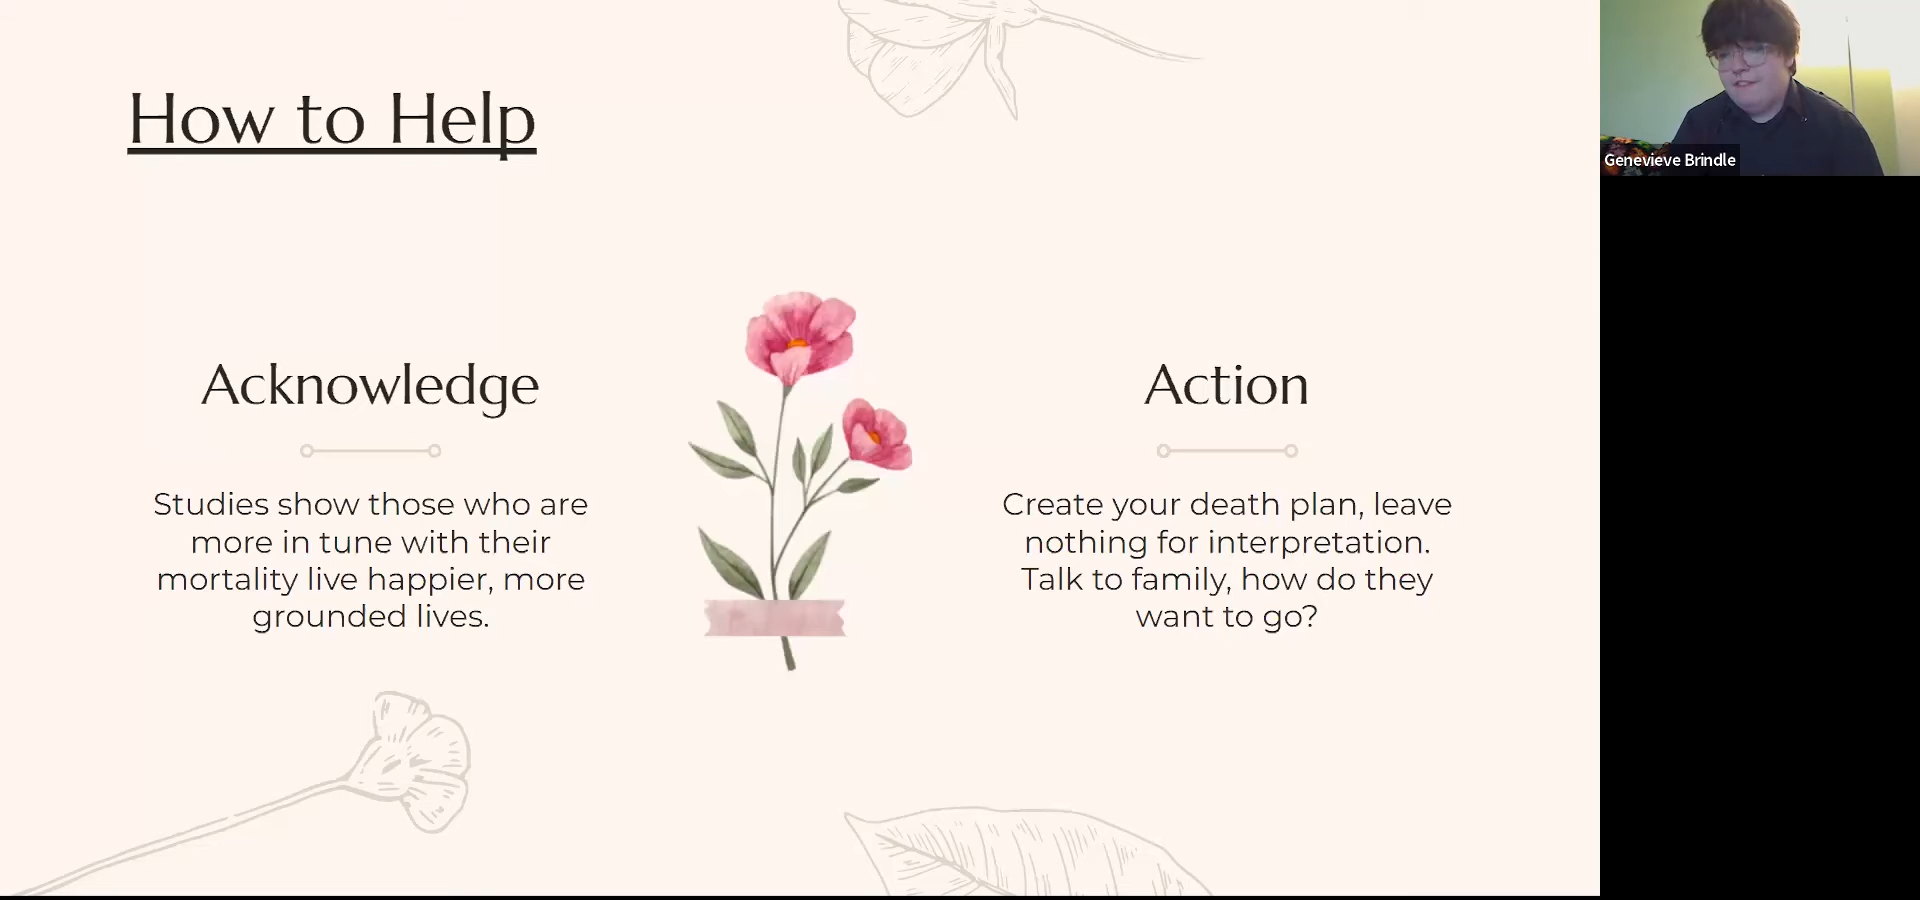 How to Help
Acknowledge
Studies show those who are
more in tune with their
mortality live happier, more
grounded lives.
Action
Create your death plan, leave
nothing for interpretation.
Talk to family, how do they
want to go?
Genevieve Brindle